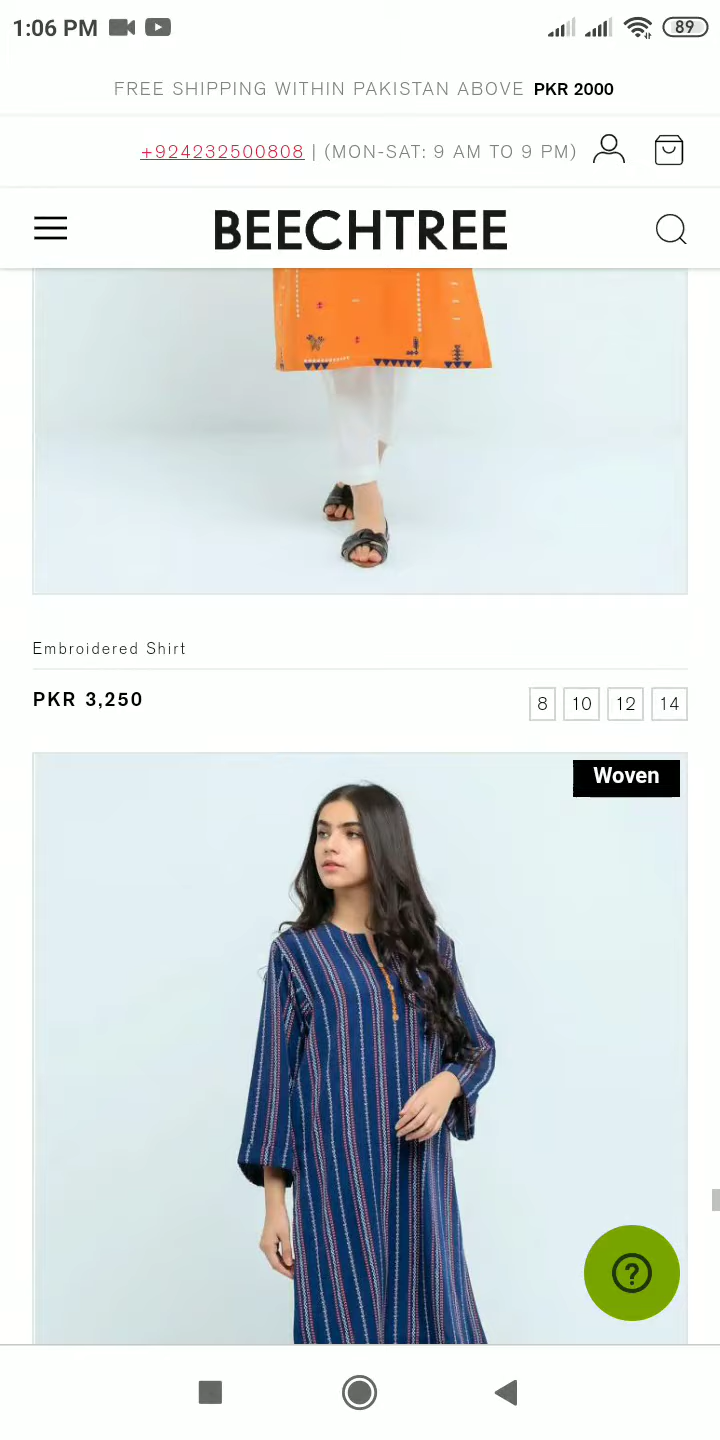 1:06 PM 89
FREE SHIPPING WITHIN PAKISTAN ABOVE PKR 2000
+924232500808 | (MON-SAT: 9 AM TO 9 PM)
BEECHTREE
Embroidered Shirt
PKR 3,250 8 10 12 14
Woven
?